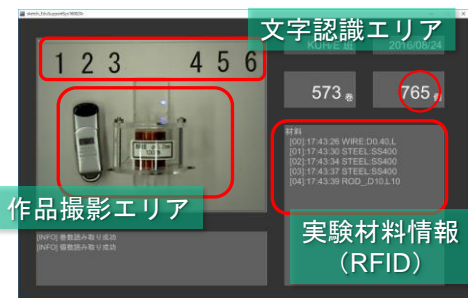 文字認識エリア
KUHE 班
2016/08/24
1 2 3 4 5 6
573 巻
765
材料
[00]:17:43:26 WIRE:D0.40,L
[01]:17:43:30 STEEL:SS400
[02]:17:43:34 STEEL:SS400
[03]:17:43:37 STEEL:SS400
[04]:17:43:39 ROD_,D10,L10
作品撮影エリア
[INFO] 巻数読み取り成功
[INFO] 個数読み取り成功
実験材料情報
（RFID）